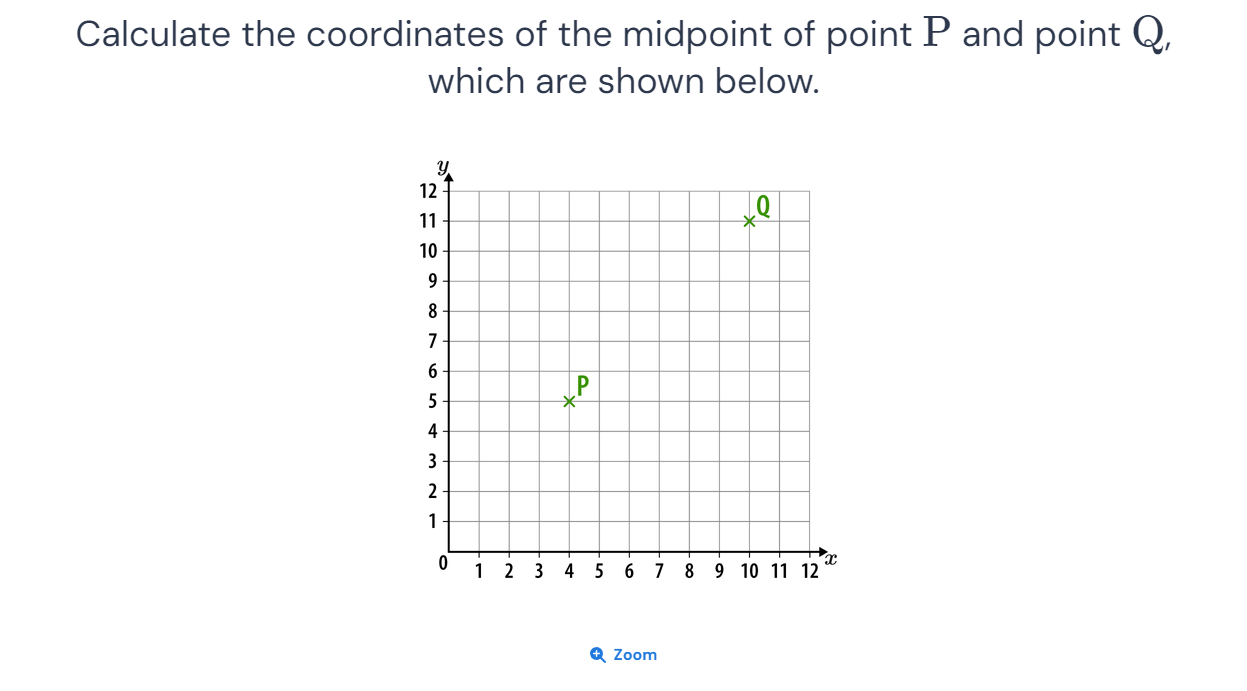 Calculate the coordinates of the midpoint of point P and point Q,
which are shown below.
y
12
Q
11
10
9
8
7
6
P
5
4
3
2
1
0
x
1 2 3 4 5 6 7 8 9 10 11 12
Zoom